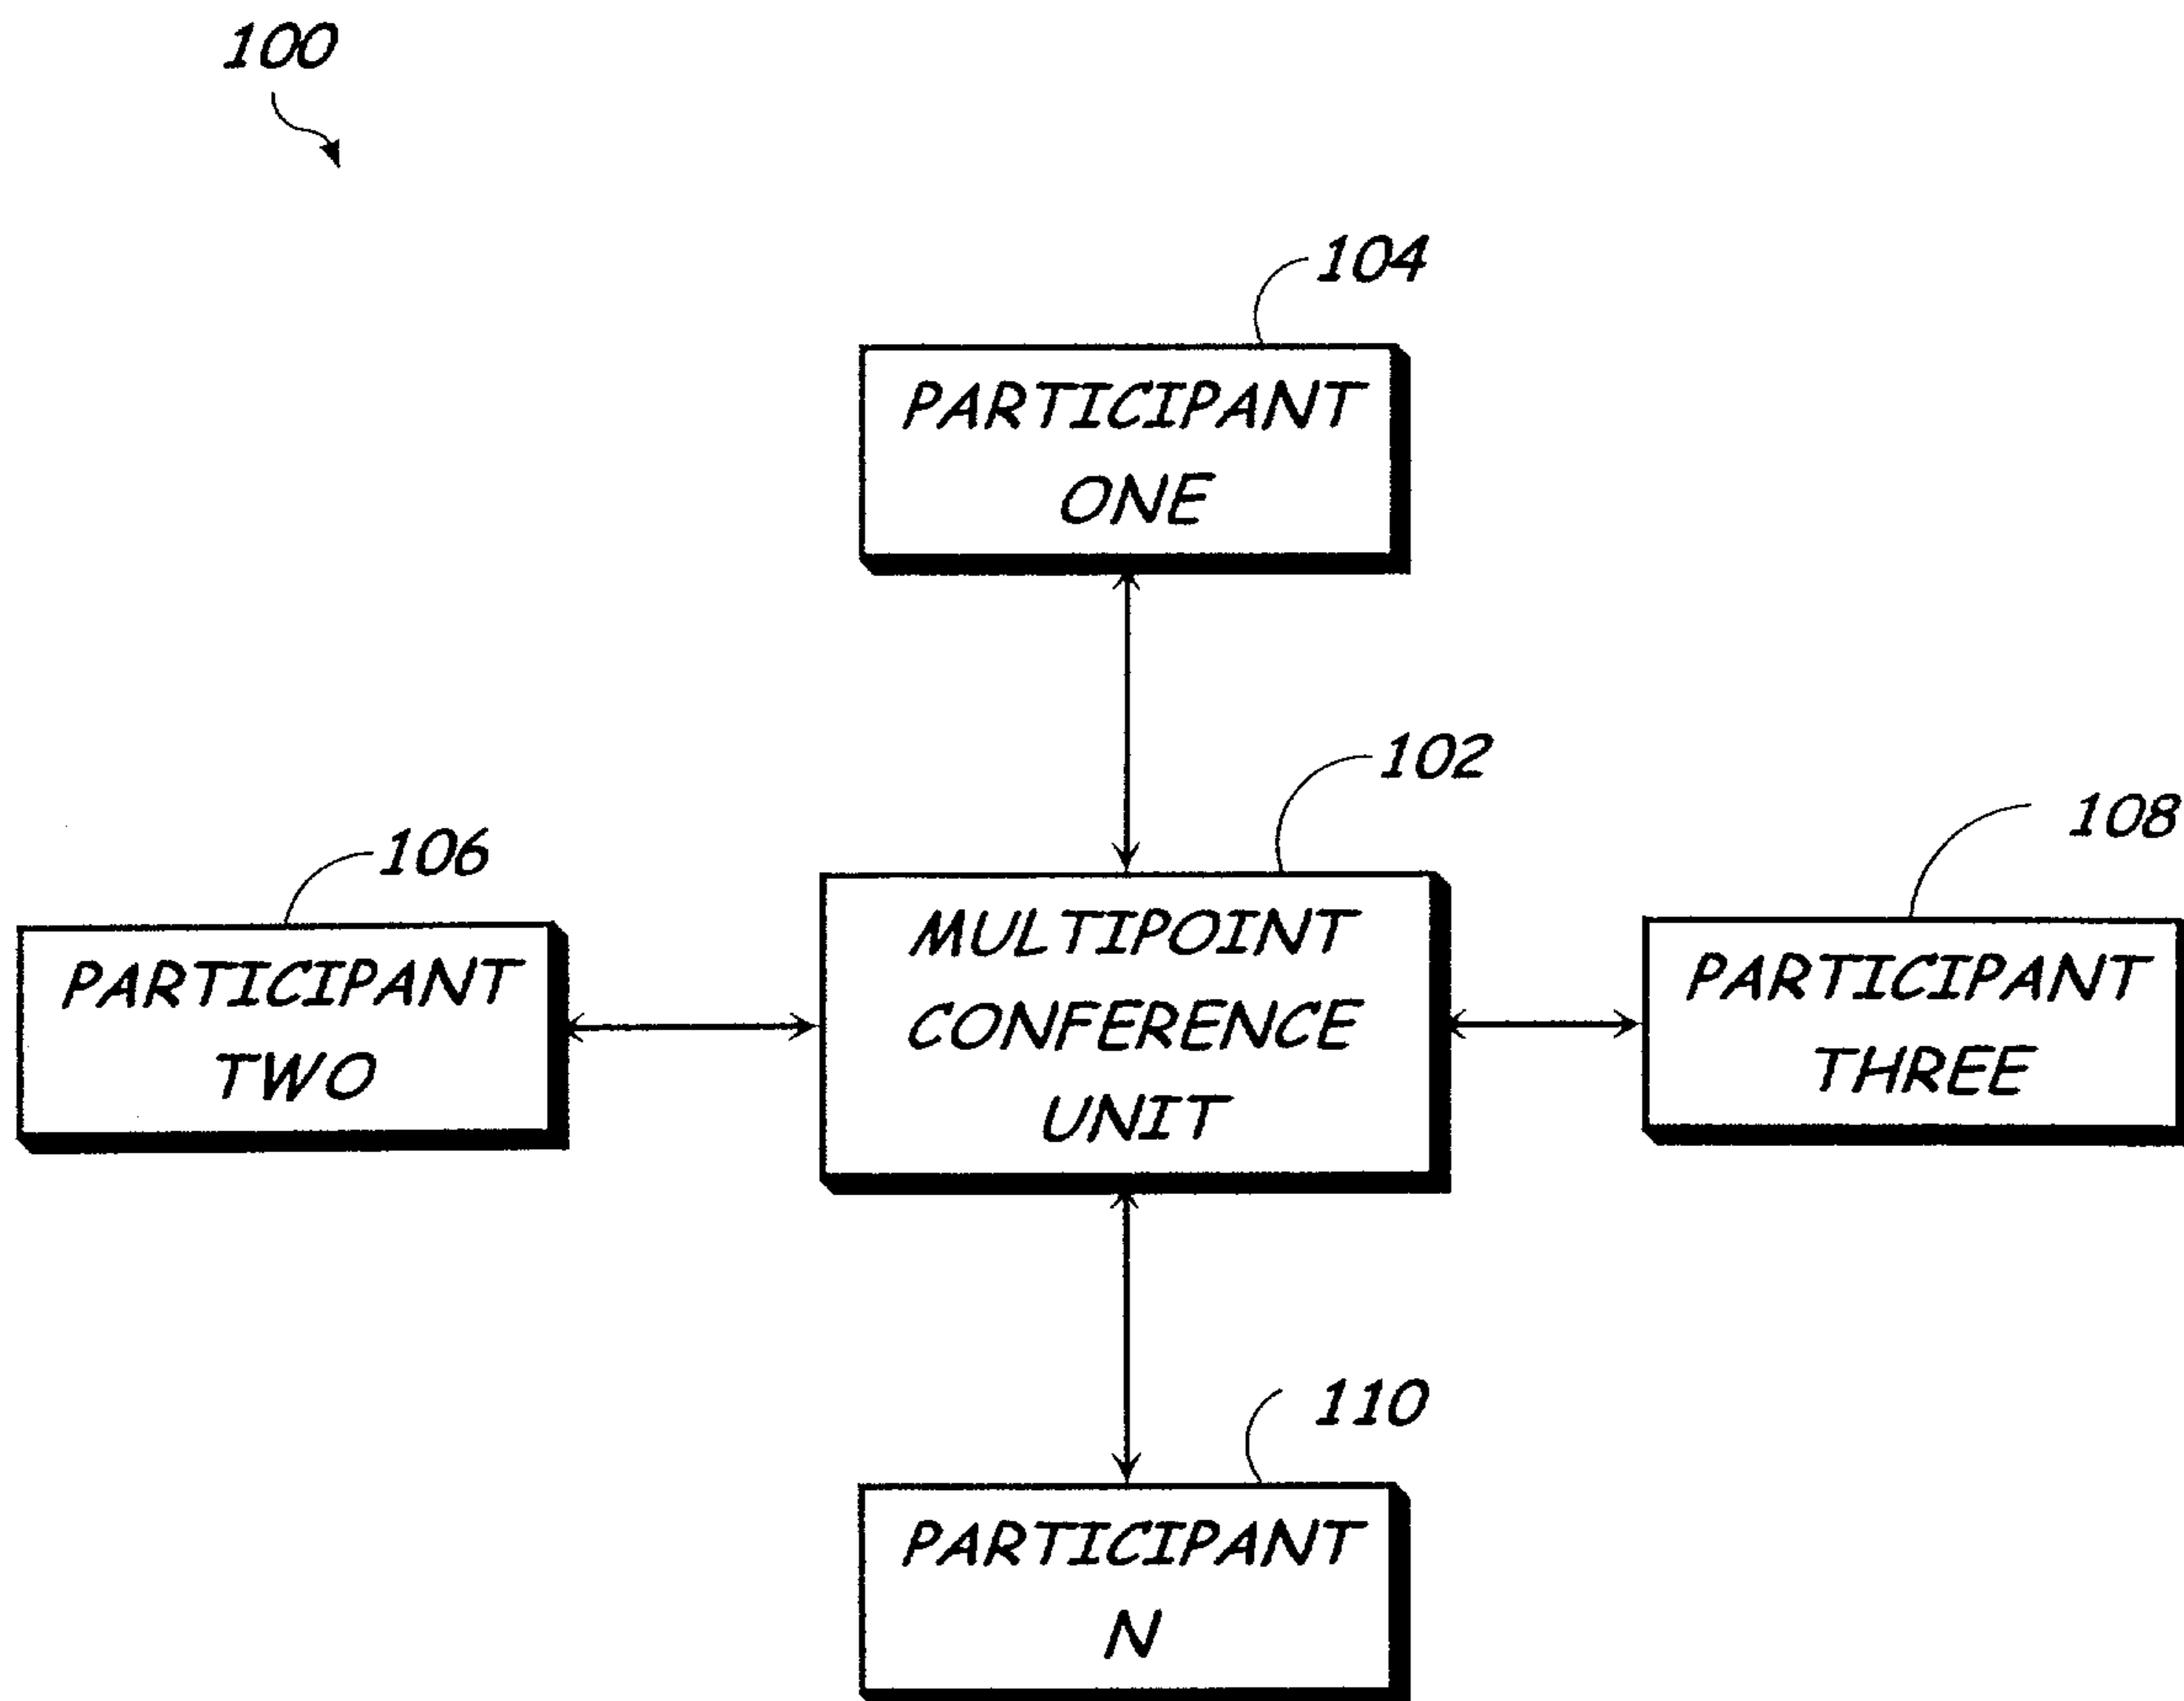 100
104
PARTICIPANT
ONE
102
108
106
PARTICIPANT
TWO
MULTIPOINT
CONFERENCE
UNIT
PARTICIPANT
THREE
110
PARTICIPANT
N